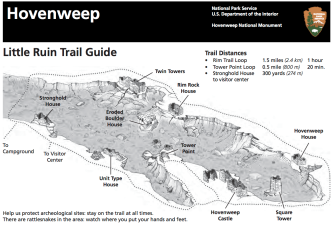 Hovenweep
National Park Service
U.S. Department of the Interior
Hovenweep National Monument
Little Ruin Trail Guide
Trail Distances
• Rim Trail Loop 1.5 miles (2.4 km) 1 hour
• Tower Point Loop 0.5 mile (800 m) 20 min.
• Stronghold House 300 yards (274 m)
to visitor center
Twin Towers
Rim Rock
House
Stronghold
House
Eroded
Boulder
House
Hovenweep
House
To
Campground
To Visitor
Center
Tower
Point
Unit Type
House
Hovenweep
Castle
Square
Tower
Help us protect archeological sites: stay on the trail at all times.
There are rattlesnakes in the area: watch where you put your hands and feet.